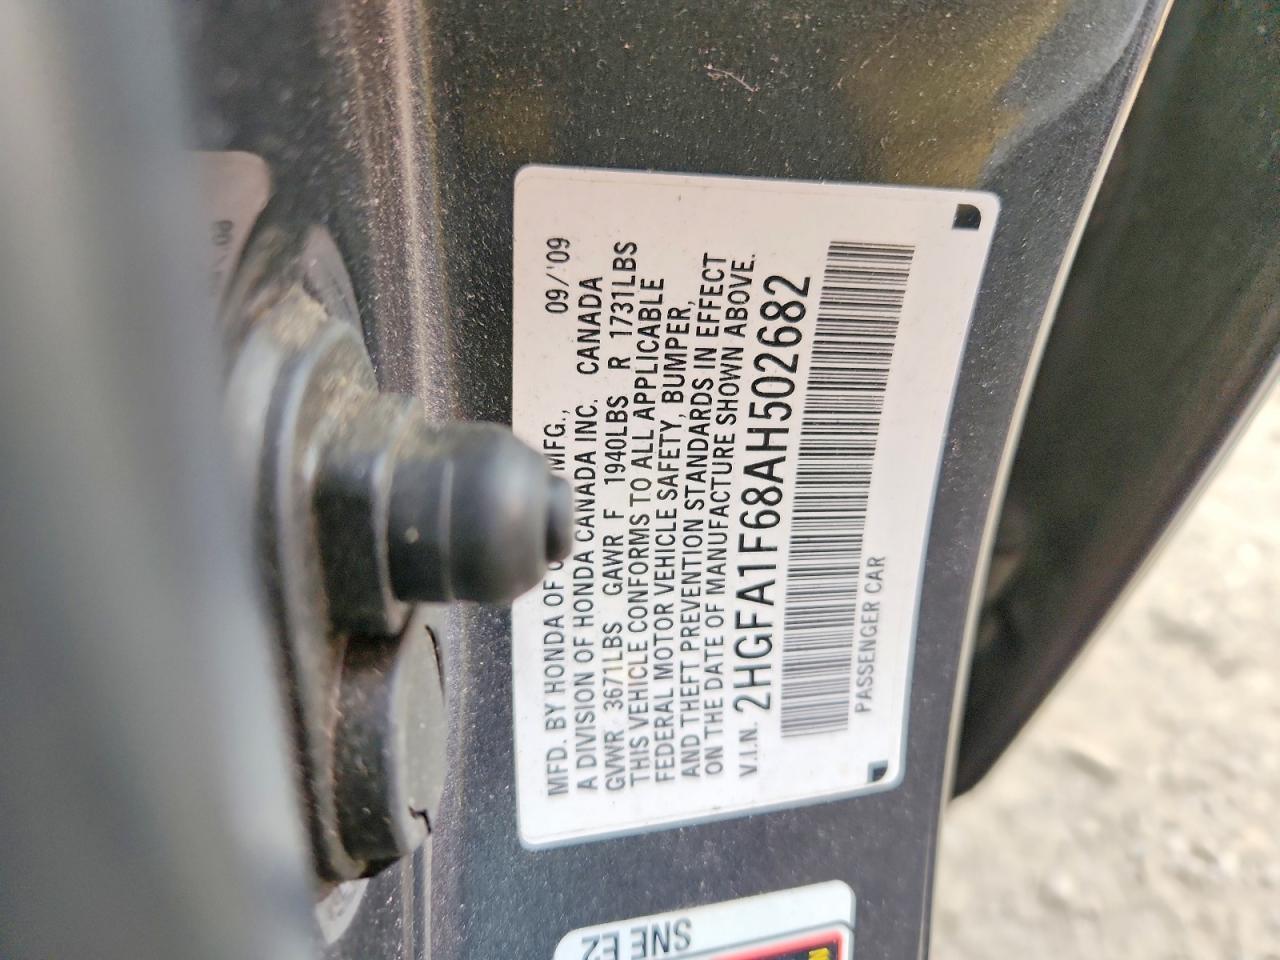 MFD. BY HONDA OF MFG., 09/'09
A DIVISION OF HONDA CANADA INC. CANADA
GVWR 3671LBS GAWR F 1940LBS R 1731LBS
THIS VEHICLE CONFORMS TO ALL APPLICABLE
FEDERAL MOTOR VEHICLE SAFETY, BUMPER,
AND THEFT PREVENTION STANDARDS IN EFFECT
ON THE DATE OF MANUFACTURE SHOWN ABOVE.
V.I.N. 2HGFA1F68AH502682
PASSENGER CAR
SNE E2